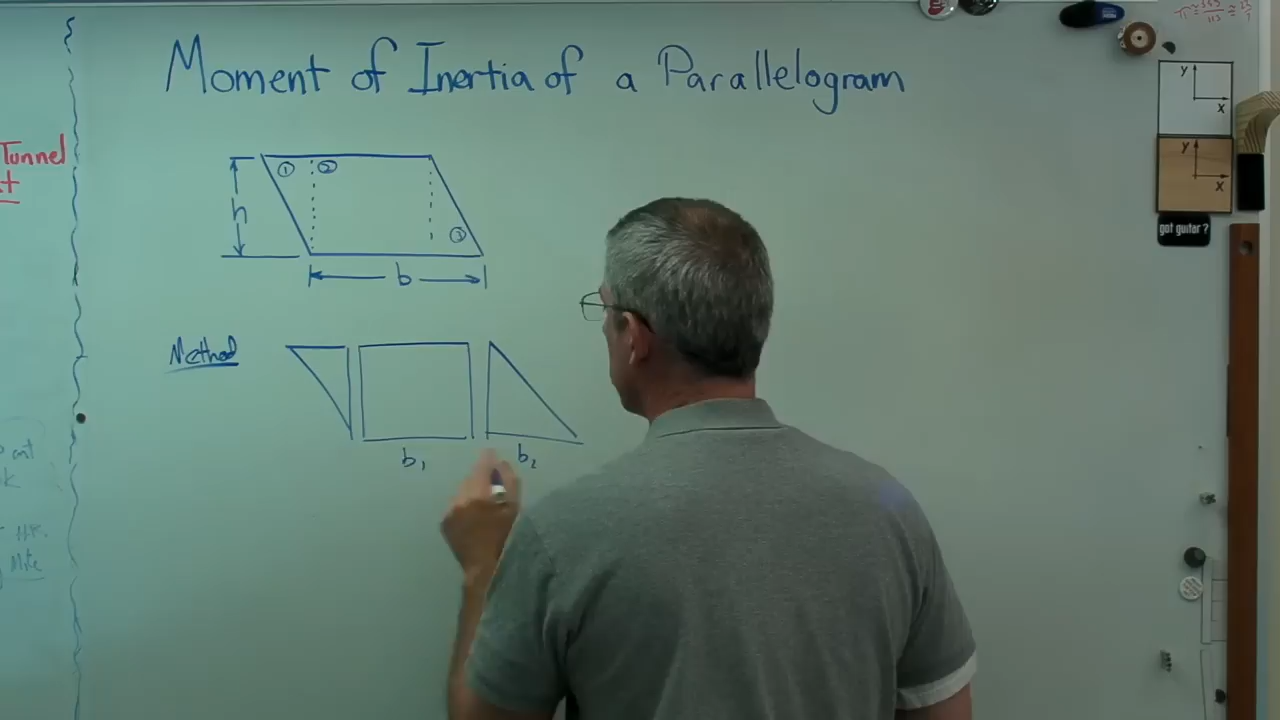 Moment of Inertia of a Parallelogram
Tunnel
① ②
h
③
b
Method
b₁ b₂
Y
X
Y
X
got guitar?